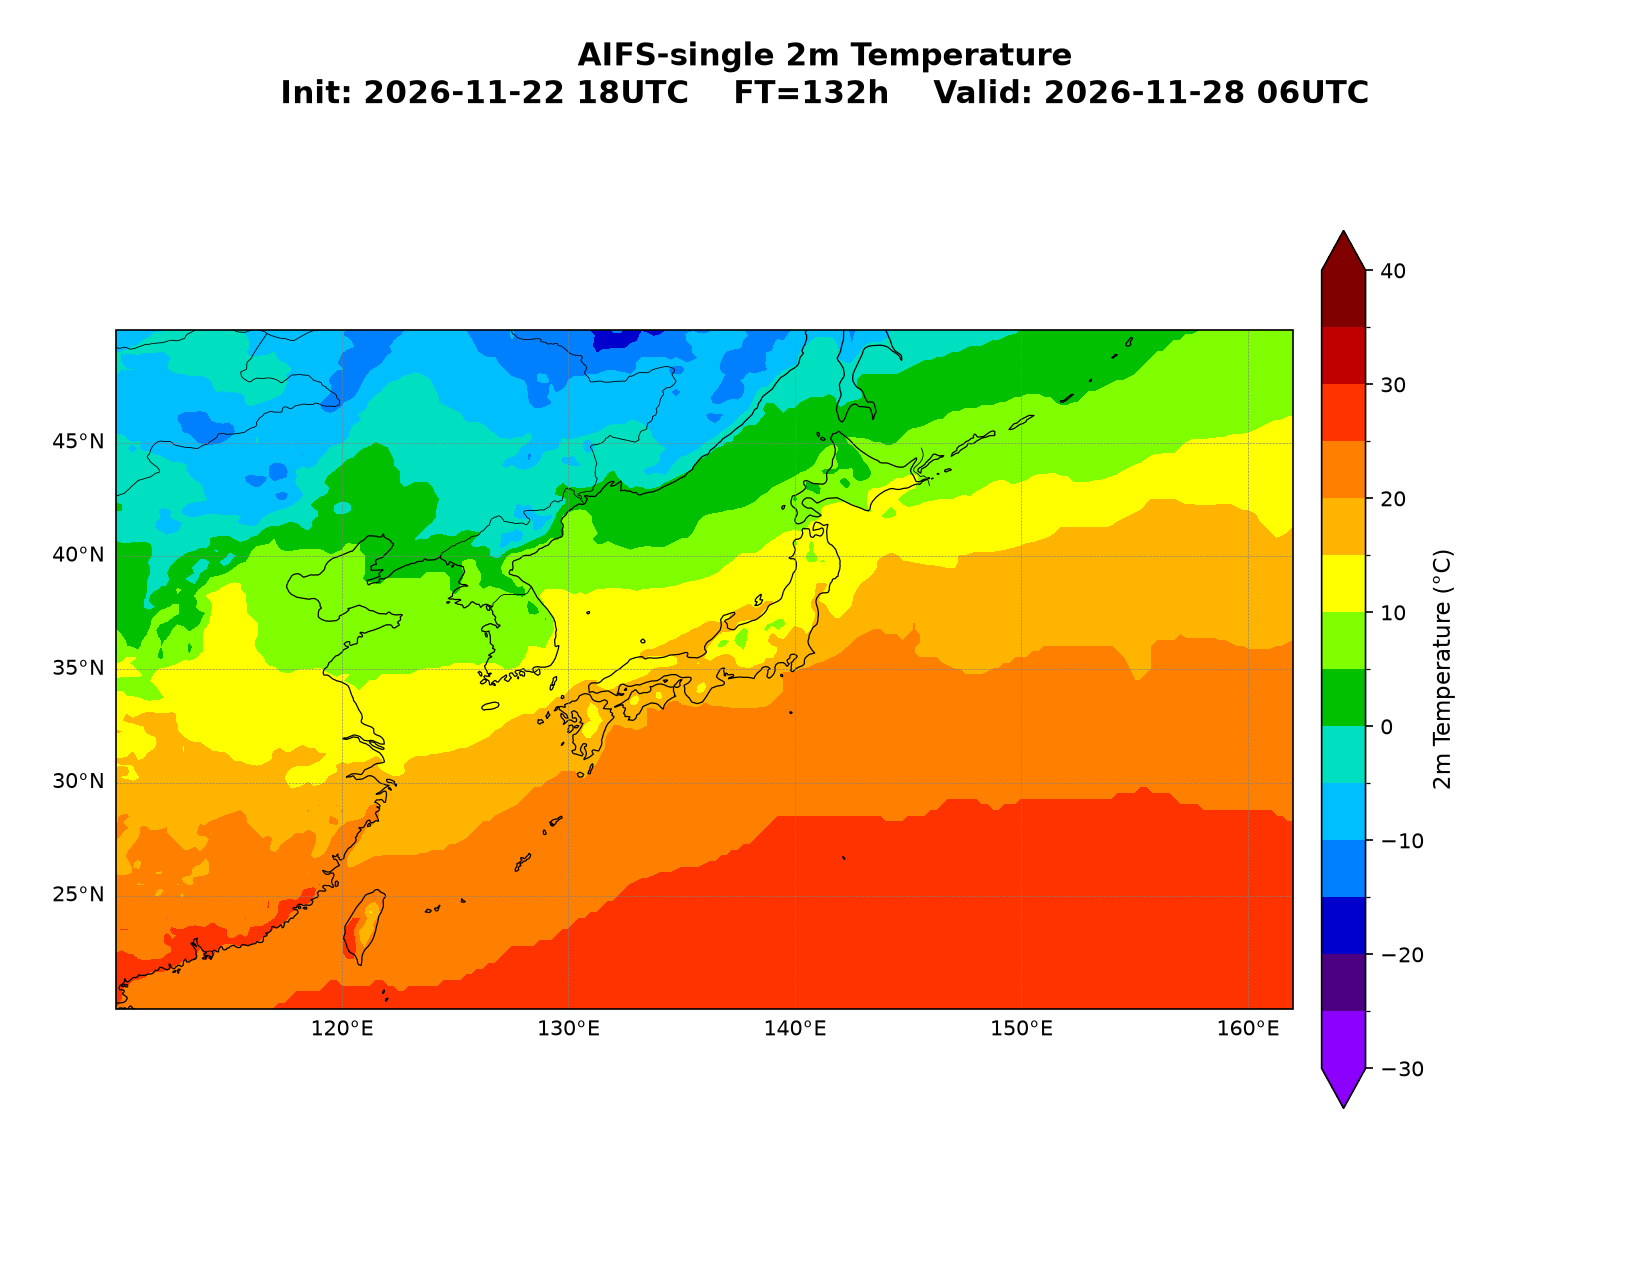 AIFS-single 2m Temperature
Init: 2026-11-22 18UTC    FT=132h    Valid: 2026-11-28 06UTC
45°N
40°N
35°N
30°N
25°N
120°E
130°E
140°E
150°E
160°E
40
30
20
10
0
−10
−20
−30
2m Temperature (°C)